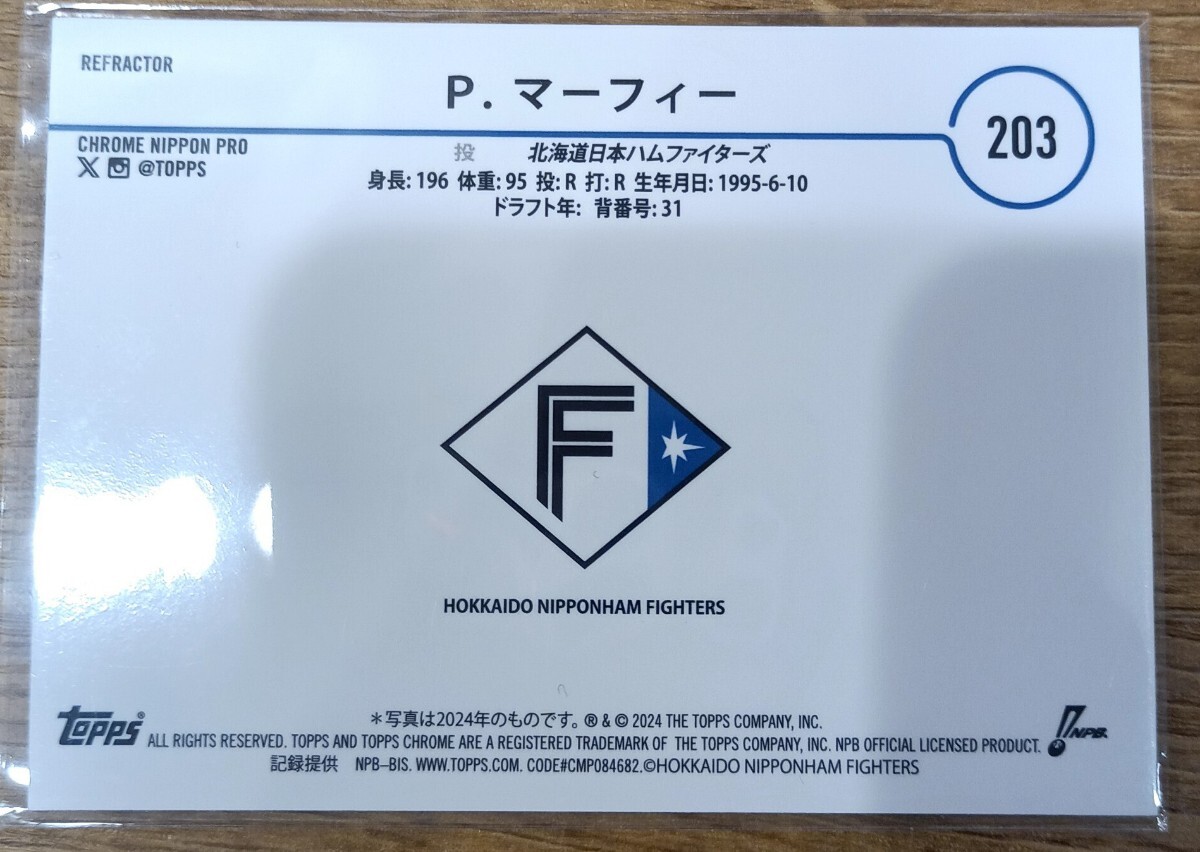 REFRACTOR
P. マーフィー
203
CHROME NIPPON PRO
X @TOPPS
投 北海道日本ハムファイターズ
身長: 196 体重: 95 投: R 打: R 生年月日: 1995-6-10
ドラフト年: 背番号: 31
F
HOKKAIDO NIPPONHAM FIGHTERS
*写真は2024年のものです。® & © 2024 THE TOPPS COMPANY, INC.
TOPPS® ALL RIGHTS RESERVED. TOPPS AND TOPPS CHROME ARE A REGISTERED TRADEMARK OF THE TOPPS COMPANY, INC. NPB OFFICIAL LICENSED PRODUCT. NPB
記録提供 NPB–BIS. WWW.TOPPS.COM. CODE#CMP084682.©HOKKAIDO NIPPONHAM FIGHTERS